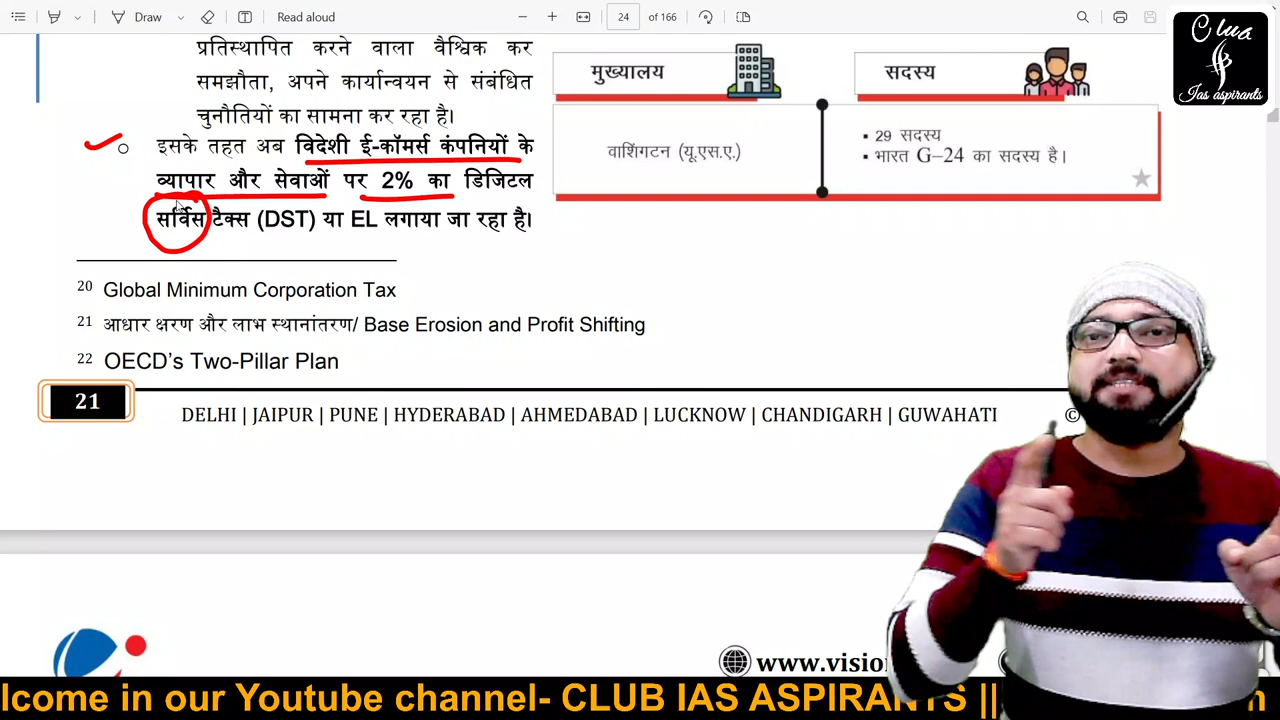 Draw
Read aloud
24
of 166
Clua
Ias aspirants
प्रतिस्थापित करने वाला वैश्विक कर
समझौता, अपने कार्यान्वयन से संबंधित
चुनौतियों का सामना कर रहा है।
इसके तहत अब विदेशी ई-कॉमर्स कंपनियों के
व्यापार और सेवाओं पर 2% का डिजिटल
सर्विस टैक्स (DST) या EL लगाया जा रहा है।
मुख्यालय
सदस्य
वाशिंगटन (यू.एस.ए.)
29 सदस्य
भारत G–24 का सदस्य है।
20 Global Minimum Corporation Tax
21 आधार क्षरण और लाभ स्थानांतरण/ Base Erosion and Profit Shifting
22 OECD's Two-Pillar Plan
21
DELHI | JAIPUR | PUNE | HYDERABAD | AHMEDABAD | LUCKNOW | CHANDIGARH | GUWAHATI
©
www.vision
lcome in our Youtube channel- CLUB IAS ASPIRANTS ||